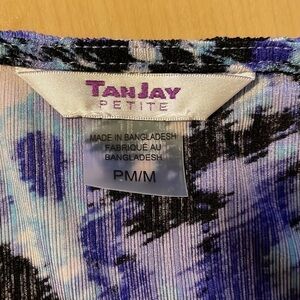 TANJAY
PETITE
MADE IN BANGLADESH
FABRIQUÉ AU
BANGLADESH
PM/M